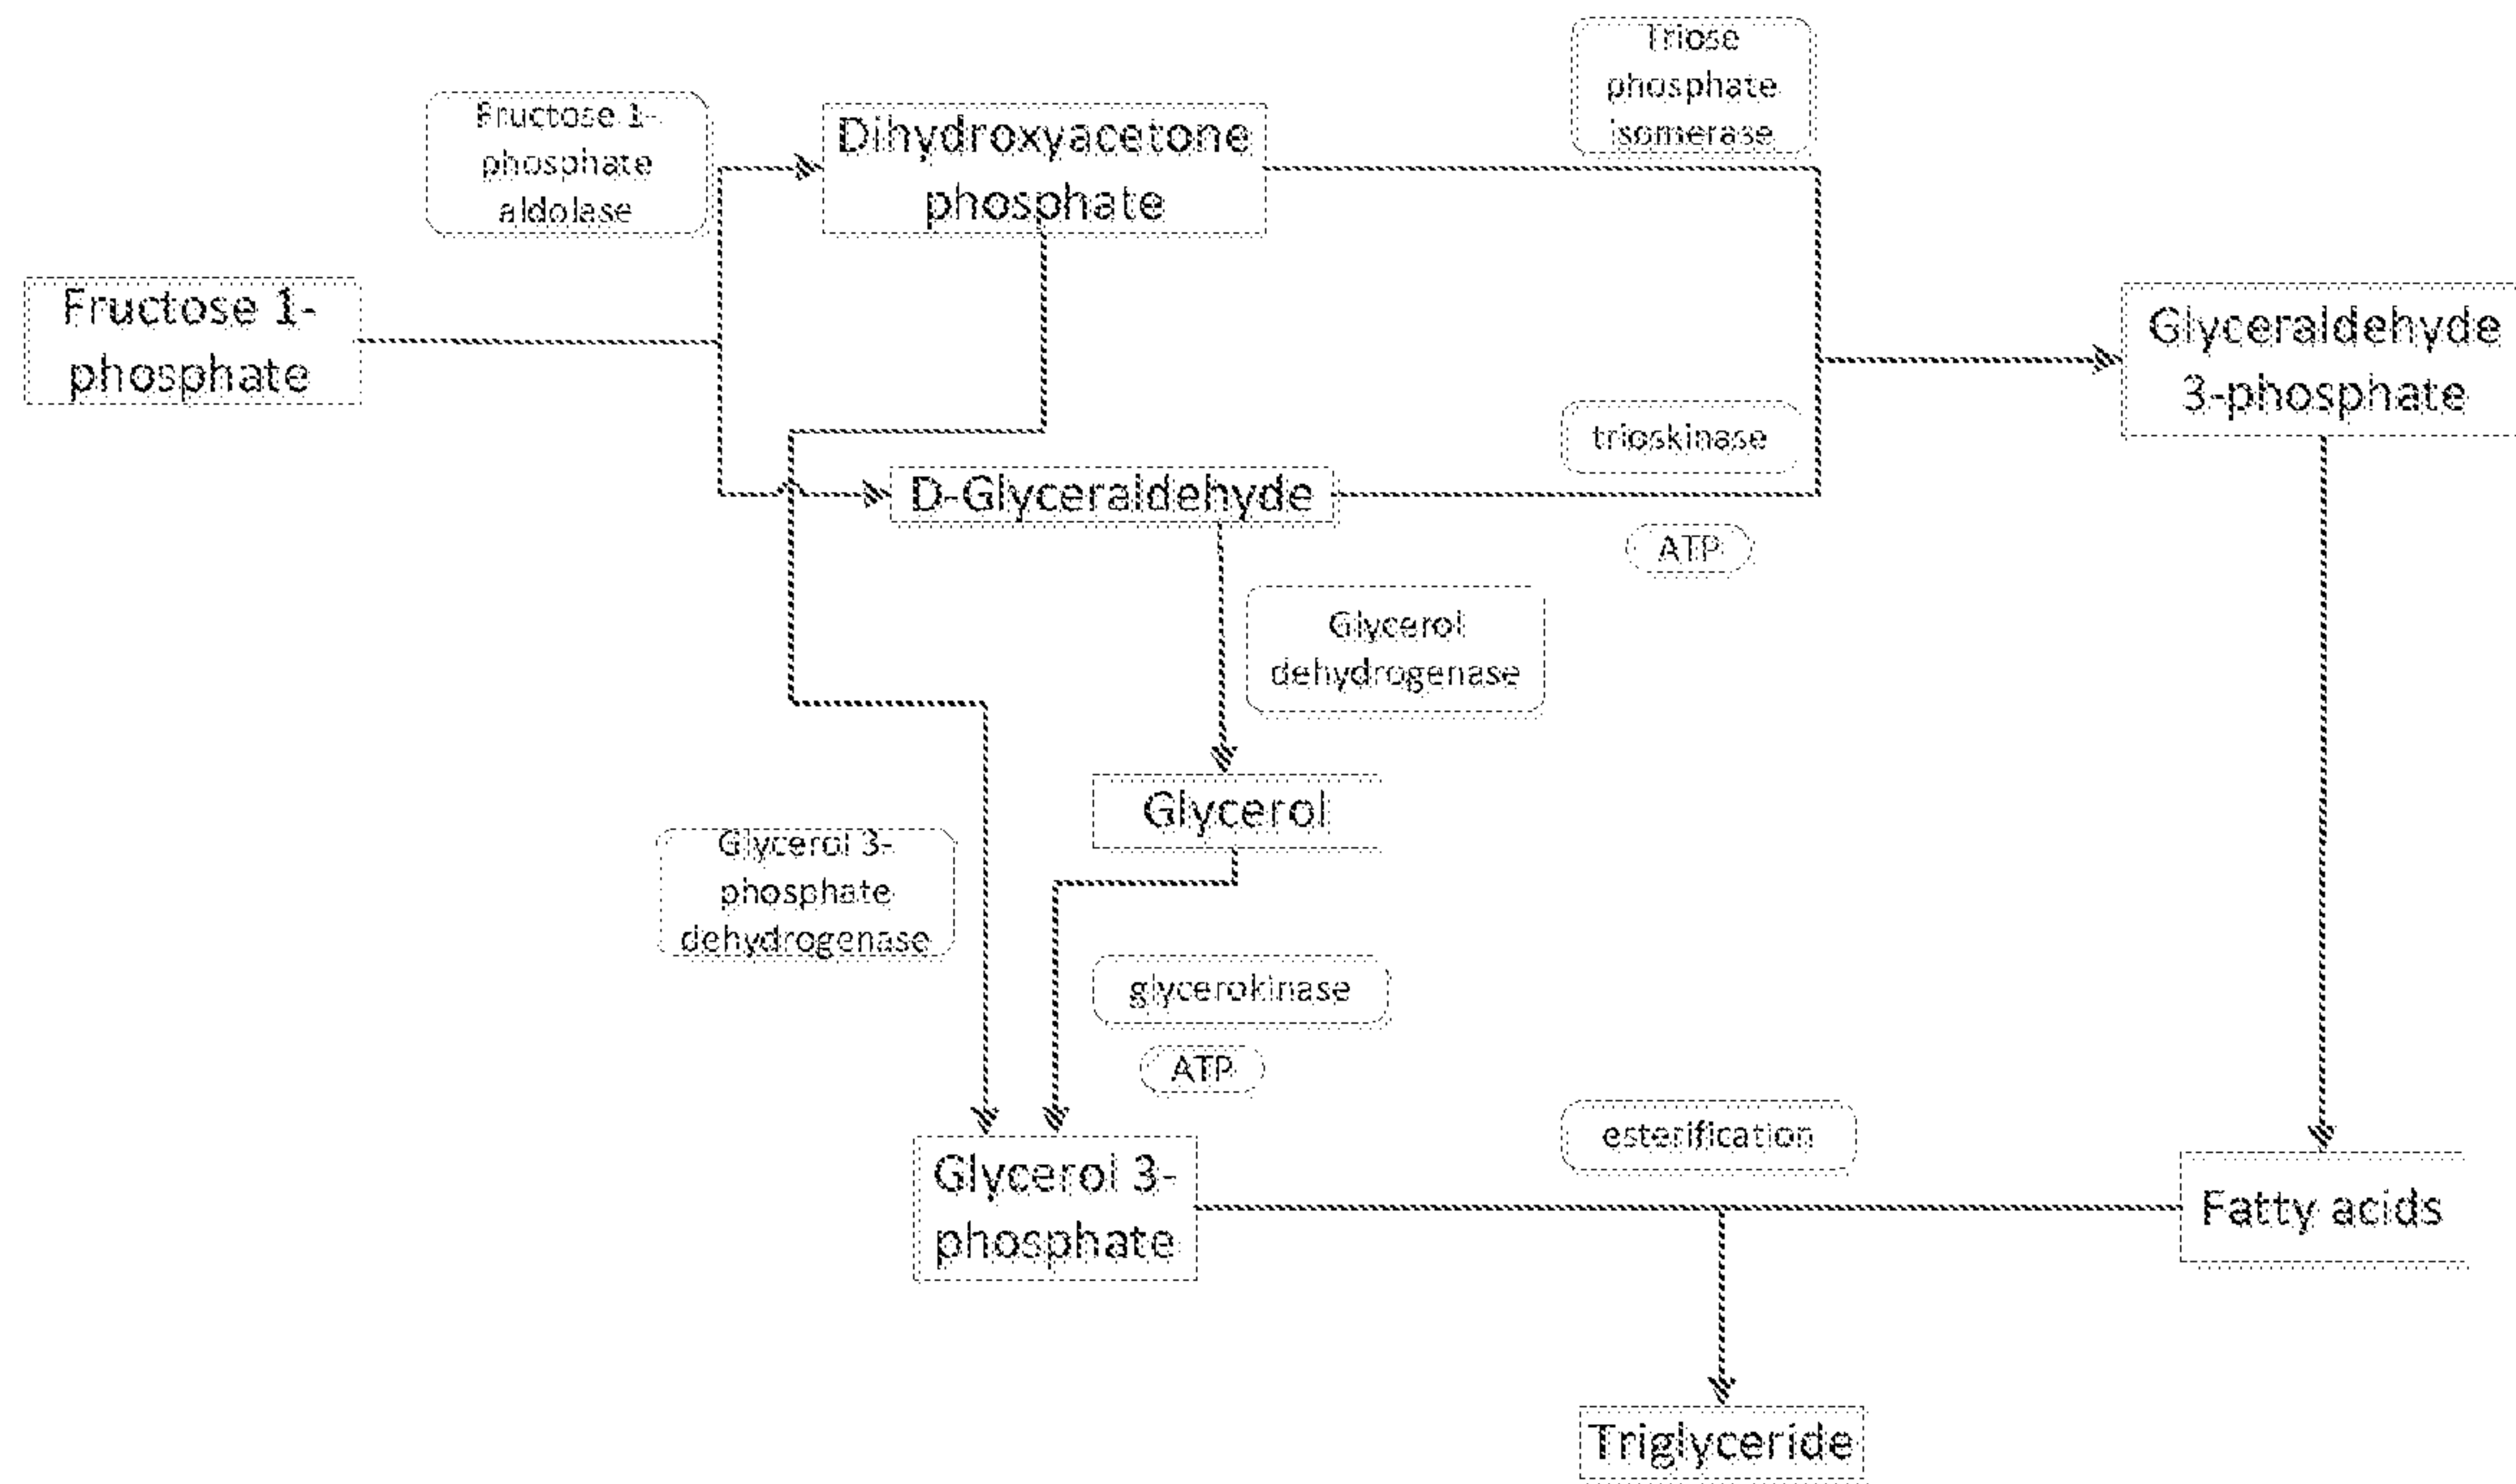 Triose
phosphate
isomerase
Fructose 1-
phosphate
aldolase
Dihydroxyacetone
phosphate
Fructose 1-
phosphate
Glyceraldehyde
3-phosphate
trioskinase
D-Glyceraldehyde
ATP
Glycerol
dehydrogenase
Glycerol
Glycerol 3-
phosphate
dehydrogenase
glycerokinase
ATP
esterification
Glycerol 3-
phosphate
Fatty acids
Triglyceride